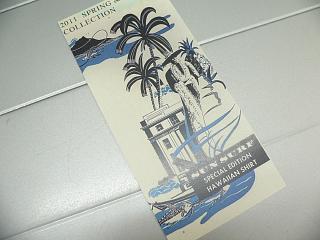 2011 SPRING &
COLLECTION
SUN SURF
SPECIAL EDITION
HAWAIIAN SHIRT